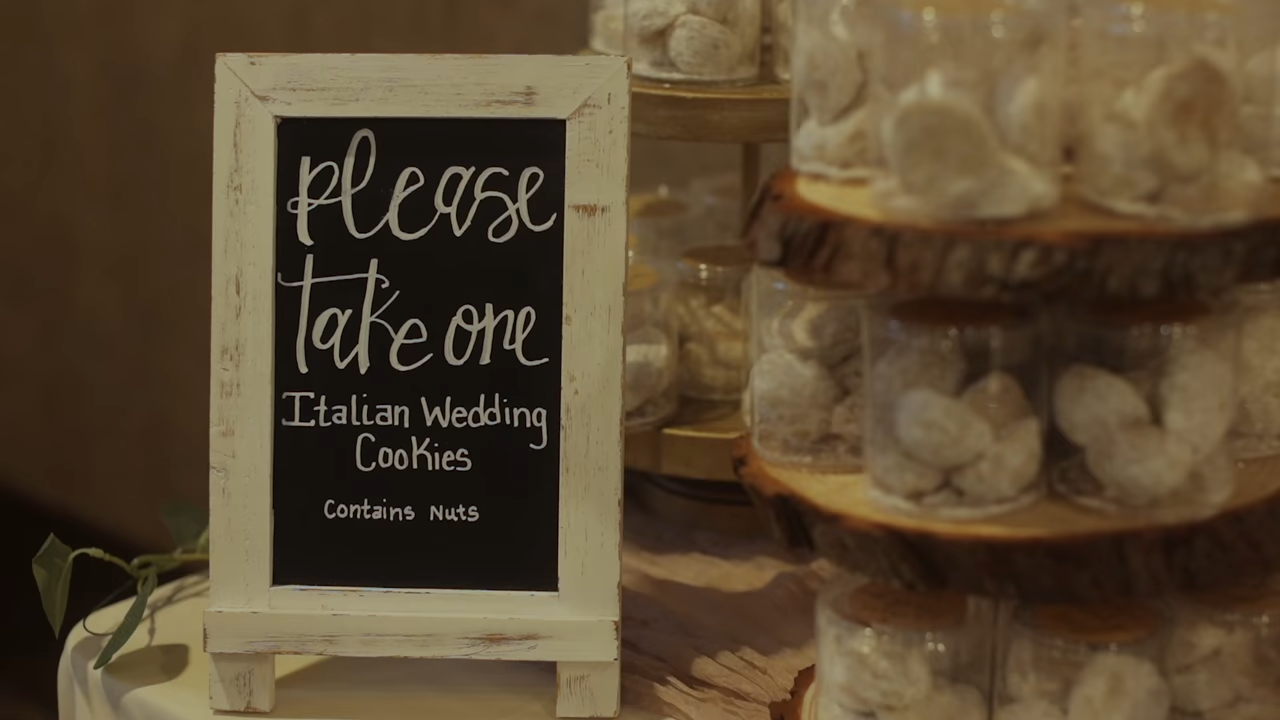 please
take one
Italian Wedding
Cookies
Contains Nuts